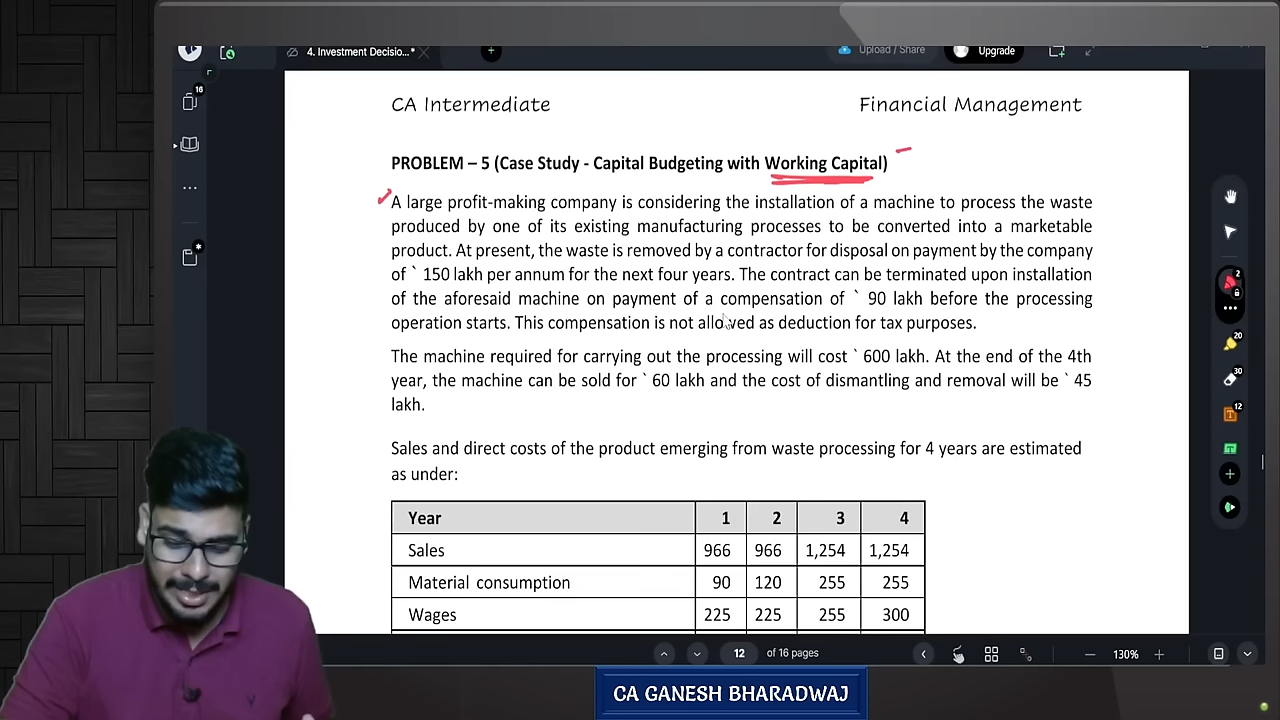 4. Investment Decisio...*
Upload / Share
Upgrade
16
CA Intermediate
Financial Management
PROBLEM – 5 (Case Study - Capital Budgeting with Working Capital)
A large profit-making company is considering the installation of a machine to process the waste
produced by one of its existing manufacturing processes to be converted into a marketable
product. At present, the waste is removed by a contractor for disposal on payment by the company
of ` 150 lakh per annum for the next four years. The contract can be terminated upon installation
of the aforesaid machine on payment of a compensation of ` 90 lakh before the processing
operation starts. This compensation is not allowed as deduction for tax purposes.
The machine required for carrying out the processing will cost ` 600 lakh. At the end of the 4th
year, the machine can be sold for ` 60 lakh and the cost of dismantling and removal will be ` 45
lakh.
Sales and direct costs of the product emerging from waste processing for 4 years are estimated
as under:
Year 1 2 3 4
Sales 966 966 1,254 1,254
Material consumption 90 120 255 255
Wages 225 225 255 300
2
20
30
12
T
12 of 16 pages
130%
CA GANESH BHARADWAJ